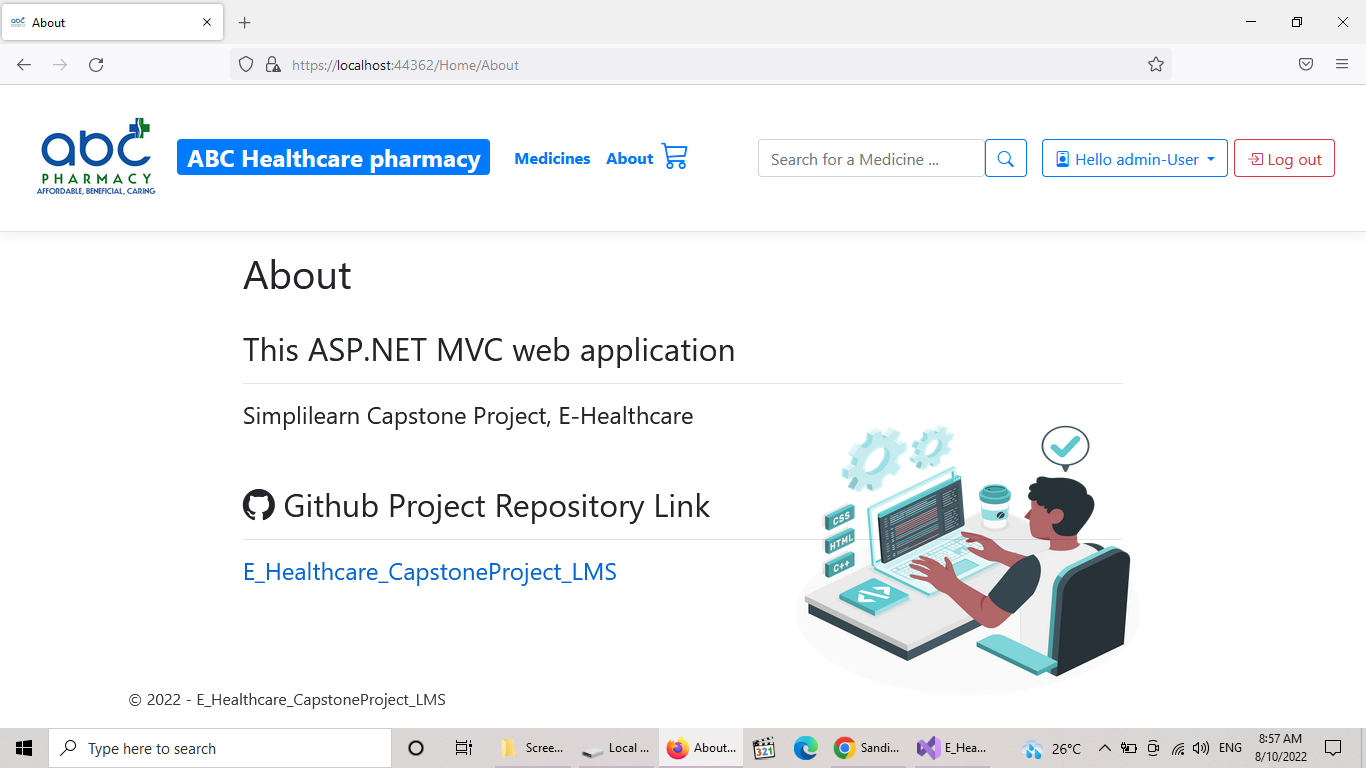 About
https://localhost:44362/Home/About
abc
PHARMACY
AFFORDABLE, BENEFICIAL, CARING
ABC Healthcare pharmacy
Medicines
About
Search for a Medicine ...
Hello admin-User
Log out
About
This ASP.NET MVC web application
Simplilearn Capstone Project, E-Healthcare
Github Project Repository Link
E_Healthcare_CapstoneProject_LMS
CSS
HTML
C++
</>
© 2022 - E_Healthcare_CapstoneProject_LMS
Type here to search
Scree...
Local ...
About...
321
Sandi...
E_Hea...
26°C
ENG
8:57 AM
8/10/2022